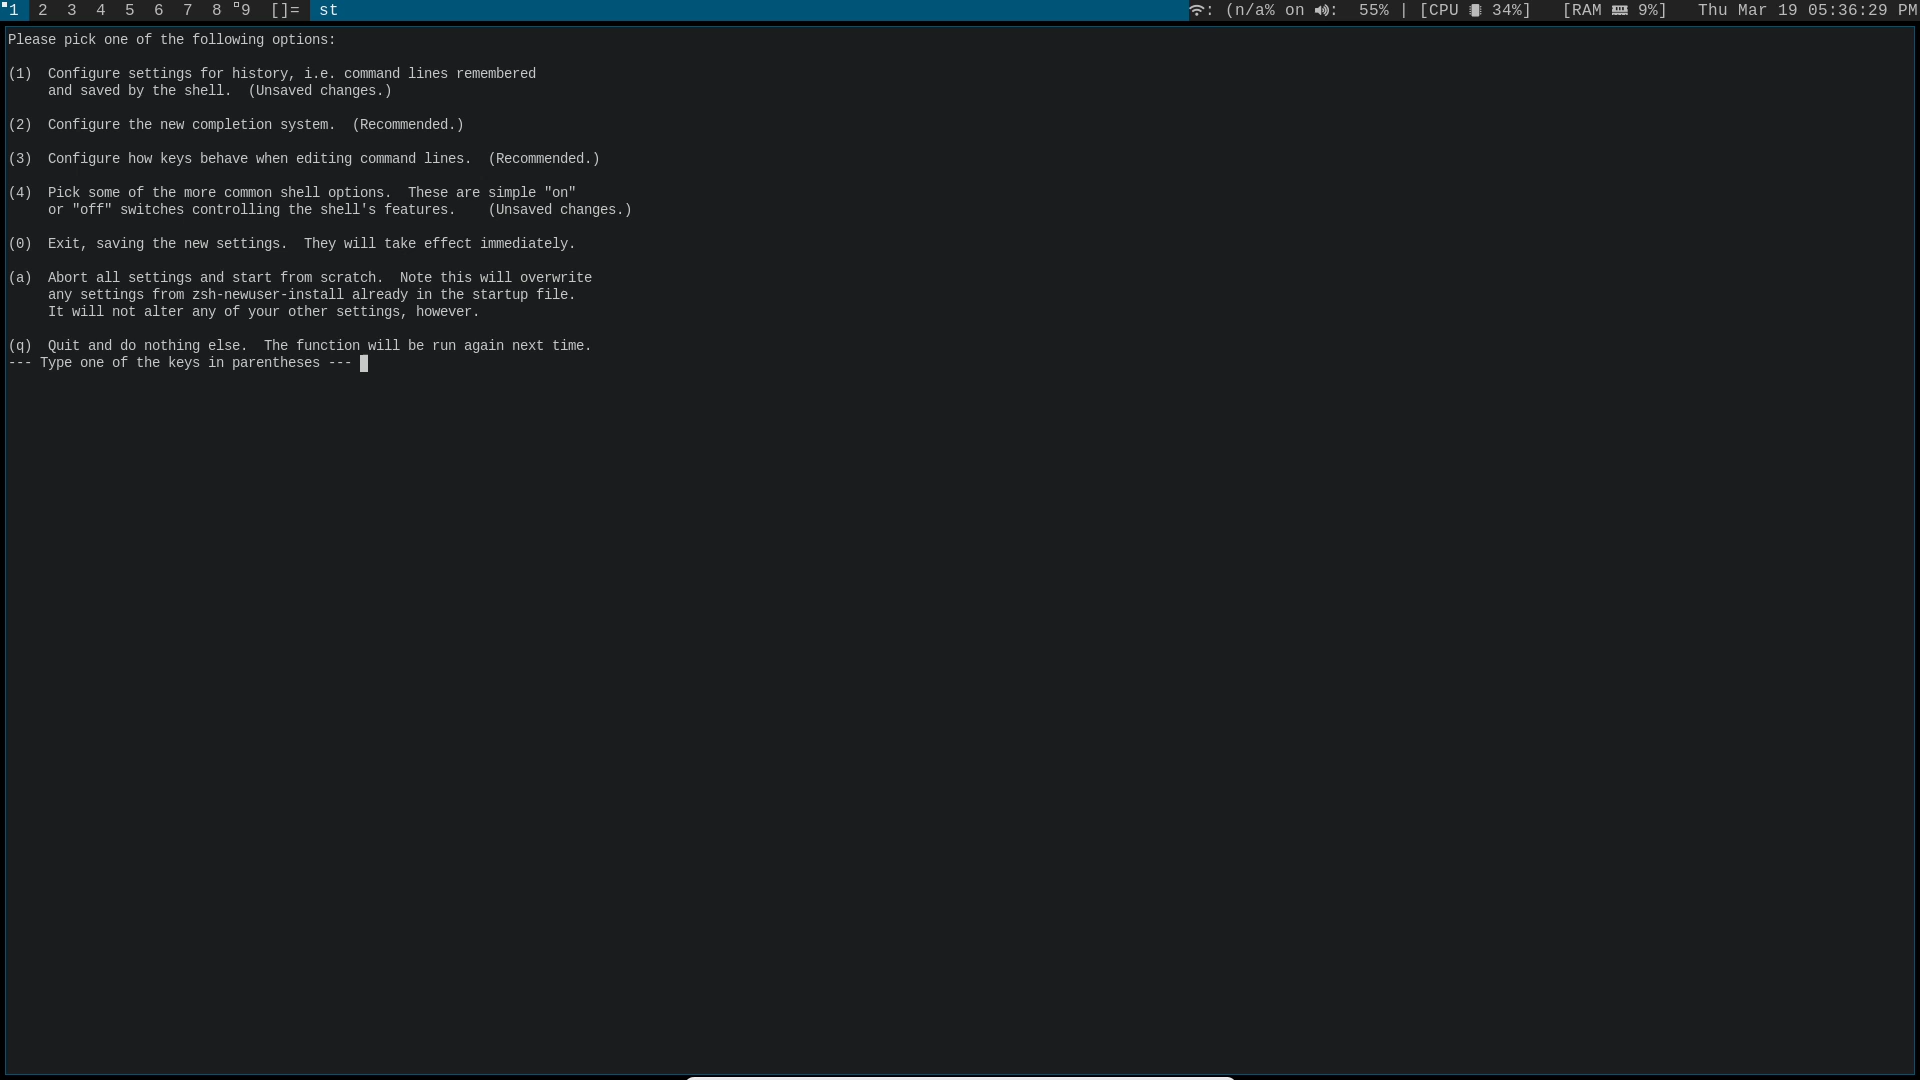 1 2 3 4 5 6 7 8 9 []= st : (n/a% on : 55% | [CPU 34%] [RAM 9%] Thu Mar 19 05:36:29 PM
Please pick one of the following options:
(1)  Configure settings for history, i.e. command lines remembered
     and saved by the shell.  (Unsaved changes.)
(2)  Configure the new completion system.  (Recommended.)
(3)  Configure how keys behave when editing command lines.  (Recommended.)
(4)  Pick some of the more common shell options.  These are simple "on"
     or "off" switches controlling the shell's features.    (Unsaved changes.)
(0)  Exit, saving the new settings.  They will take effect immediately.
(a)  Abort all settings and start from scratch.  Note this will overwrite
     any settings from zsh-newuser-install already in the startup file.
     It will not alter any of your other settings, however.
(q)  Quit and do nothing else.  The function will be run again next time.
--- Type one of the keys in parentheses ---